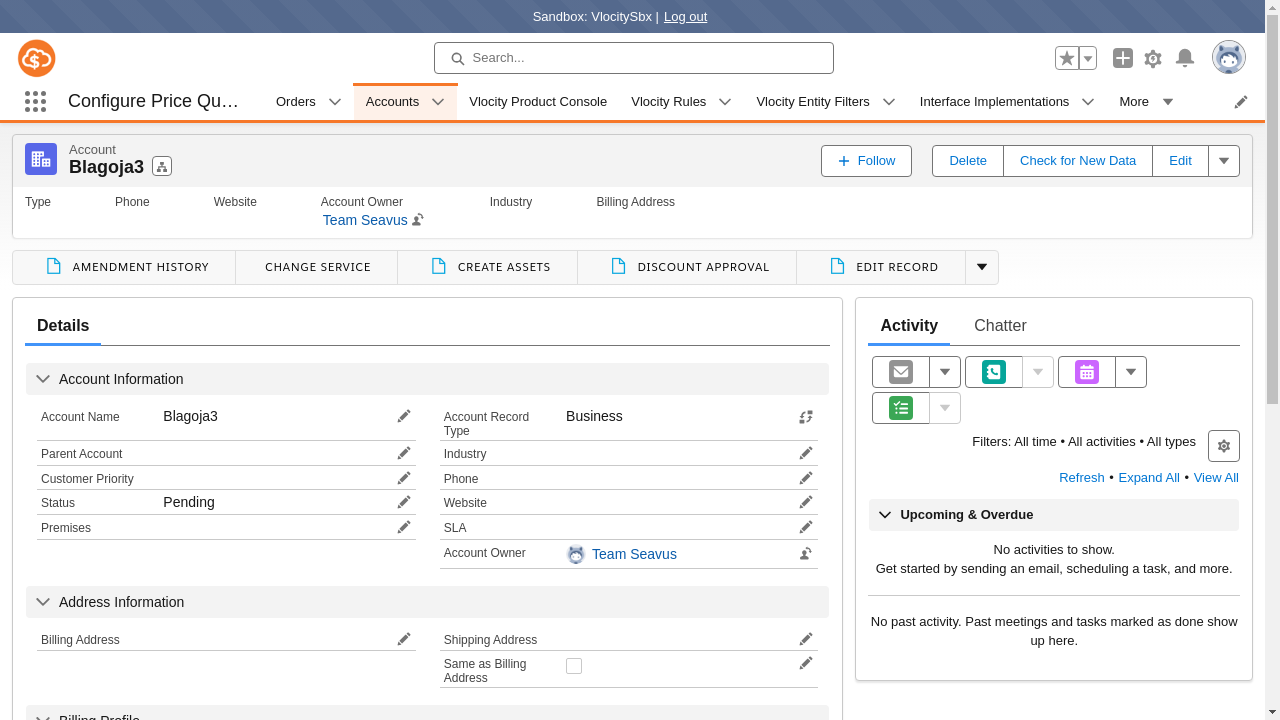 Sandbox: VlocitySbx | Log out
Search...
Configure Price Qu...
Orders
Accounts
Vlocity Product Console
Vlocity Rules
Vlocity Entity Filters
Interface Implementations
More
Account
Blagoja3
Follow
Delete
Check for New Data
Edit
Type
Phone
Website
Account Owner
Industry
Billing Address
Team Seavus
AMENDMENT HISTORY
CHANGE SERVICE
CREATE ASSETS
DISCOUNT APPROVAL
EDIT RECORD
Details
Account Information
Account Name
Blagoja3
Account Record
Type
Business
Parent Account
Industry
Customer Priority
Phone
Status
Pending
Website
Premises
SLA
Account Owner
Team Seavus
Address Information
Billing Address
Shipping Address
Same as Billing
Address
Billing Profile
Activity
Chatter
Filters: All time • All activities • All types
Refresh • Expand All • View All
Upcoming & Overdue
No activities to show.
Get started by sending an email, scheduling a task, and more.
No past activity. Past meetings and tasks marked as done show
up here.